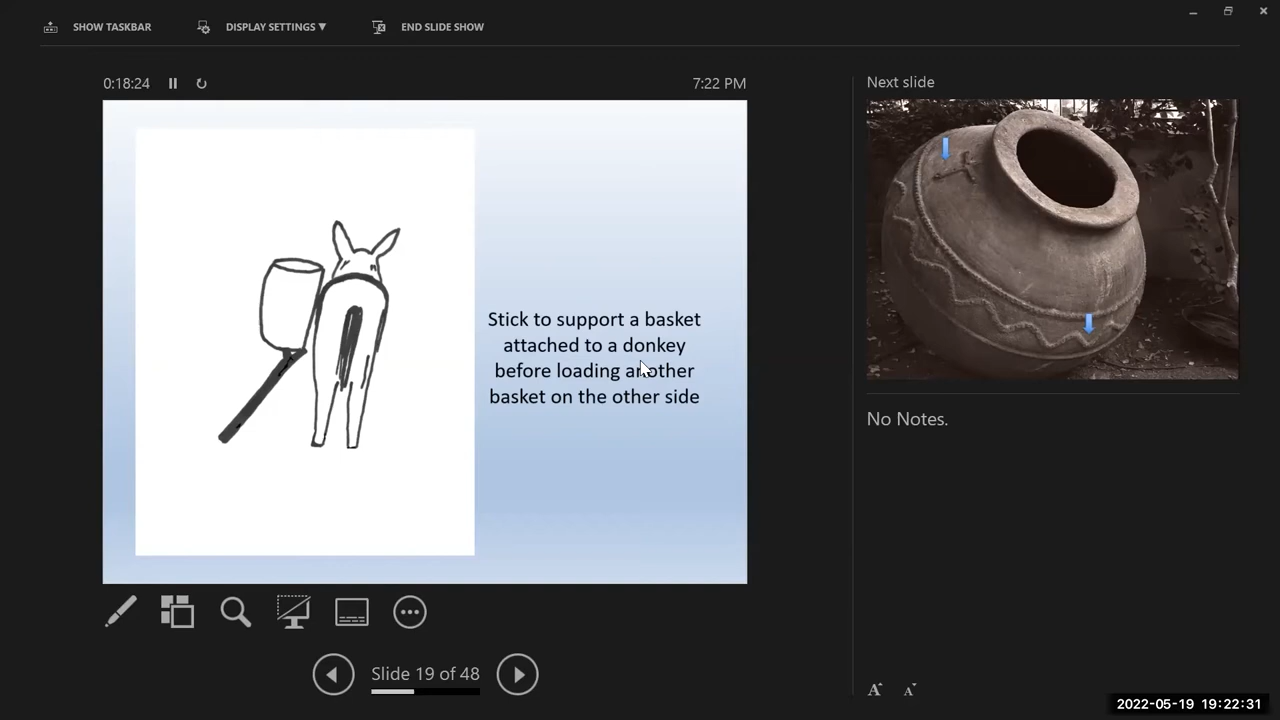 SHOW TASKBAR
DISPLAY SETTINGS ▼
END SLIDE SHOW
0:18:24
7:22 PM
Stick to support a basket
attached to a donkey
before loading another
basket on the other side
Slide 19 of 48
Next slide
No Notes.
A A
2022-05-19 19:22:31